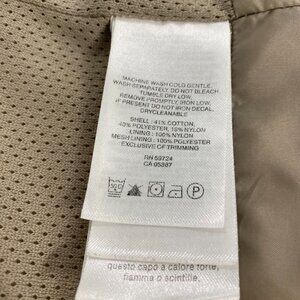 MACHINE WASH COLD GENTLE.
WASH SEPARATELY. DO NOT BLEACH.
TUMBLE DRY LOW.
REMOVE PROMPTLY, IRON LOW.
IF PRESENT DO NOT IRON DECAL.
DRYCLEANABLE
SHELL : 41% COTTON,
40% POLYESTER, 19% NYLON
LINING : 100% NYLON
MESH LINING : 100% POLYESTER
EXCLUSIVE OF TRIMMING
RN 59724
CA 05387
P
questo capo a calore forte,
fiamma o scintille.